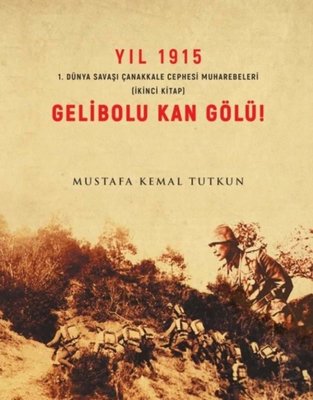 YIL 1915
1. DÜNYA SAVAŞI ÇANAKKALE CEPHESİ MUHAREBELERİ
(İKİNCİ KİTAP)
GELİBOLU KAN GÖLÜ!
MUSTAFA KEMAL TUTKUN